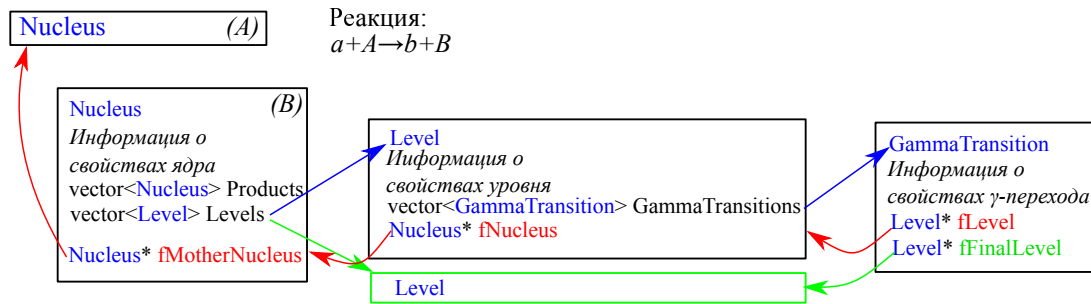 Nucleus (A)
Реакция:
a+A→b+B
Nucleus (B)
Информация о
свойствах ядра
vector<Nucleus> Products
vector<Level> Levels
Nucleus* fMotherNucleus
Level
Ииформация о
свойствах уровня
vector<GammaTransition> GammaTransitions
Nucleus* fNucleus
Level
GammaTransition
Информация о
свойствах γ-перехода
Level* fLevel
Level* fFinalLevel